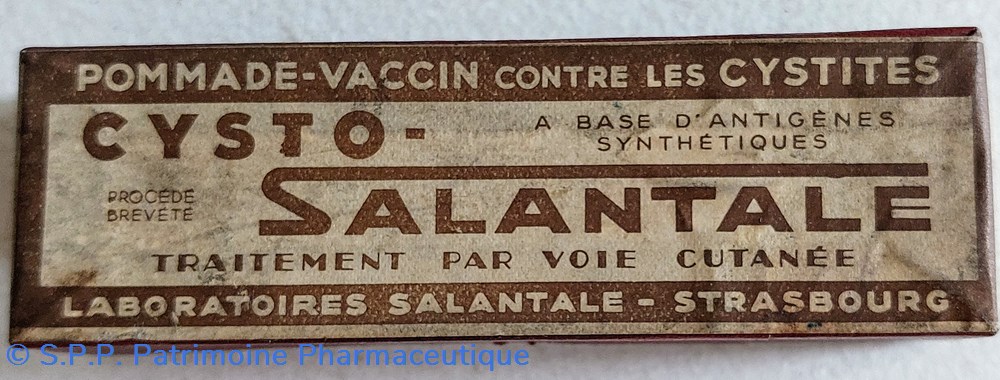 POMMADE-VACCIN CONTRE LES CYSTITES
CYSTO-
A BASE D'ANTIGÈNES
SYNTHÉTIQUES
PROCÉDÉ
BREVÉTÉ
SALANTALE
TRAITEMENT PAR VOIE CUTANÉE
LABORATOIRES SALANTALE - STRASBOURG
© S.P.P. Patrimoine Pharmaceutique